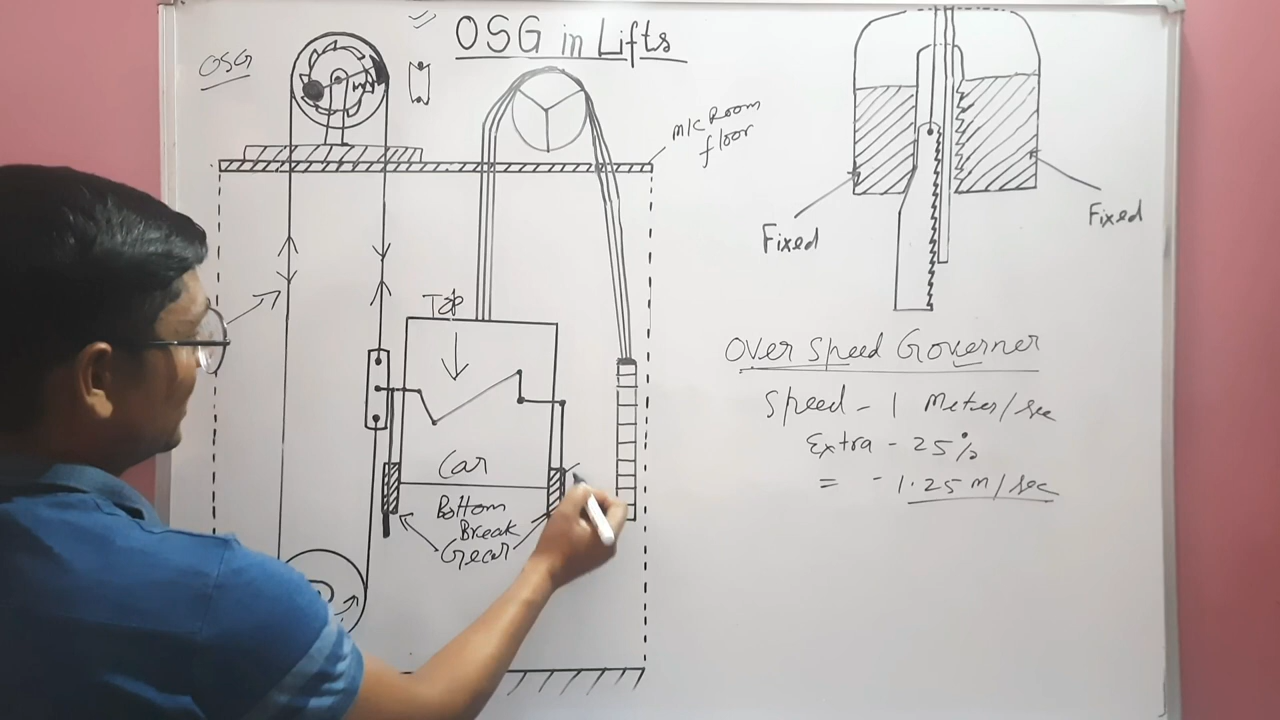 OSG in Lifts
OSG
M/C Room
floor
Fixed
Fixed
TOP
Car
Bottom
Break
Gear
Over Speed Governer
Speed - 1 Meter/sec
Extra - 25%
= - 1.25 m/sec